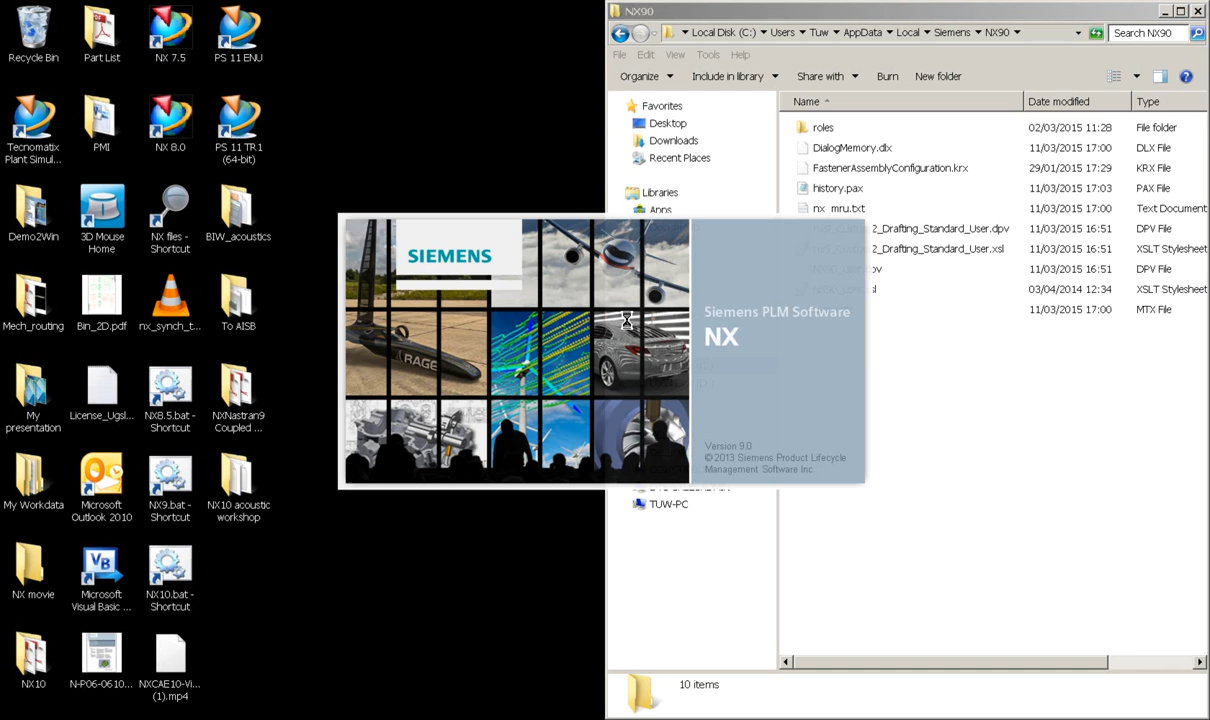 Recycle Bin
Part List
NX 7.5
PS 11 ENU
Tecnomatix
Plant Simul...
PMI
NX 8.0
PS 11 TR1
(64-bit)
Demo2Win
3D Mouse
Home
NX files -
Shortcut
BIW_acoustics
Mech_routing
Bin_2D.pdf
nx_synch_t...
To AISB
My
presentation
License_Ugsl...
NX8.5.bat -
Shortcut
NXNastran9
Coupled ...
My Workdata
Microsoft
Outlook 2010
NX9.bat -
Shortcut
NX10 acoustic
workshop
NX movie
Microsoft
Visual Basic ...
NX10.bat -
Shortcut
NX10
N-P06-0610...
NXCAE10-Vi...
(1).mp4
NX90
Local Disk (C:) Users Tuw AppData Local Siemens NX90
Search NX90
File Edit View Tools Help
Organize Include in library Share with Burn New folder
Favorites
Desktop
Downloads
Recent Places
Libraries
Apps
TUW-PC
Name Date modified Type
roles 02/03/2015 11:28 File folder
DialogMemory.dlx 11/03/2015 17:00 DLX File
FastenerAssemblyConfiguration.krx 29/01/2015 17:29 KRX File
history.pax 11/03/2015 17:03 PAX File
nx_mru.txt 11/03/2015 17:00 Text Document
2_Drafting_Standard_User.dpv 11/03/2015 16:51 DPV File
2_Drafting_Standard_User.xsl 11/03/2015 16:51 XSLT Stylesheet
11/03/2015 16:51 DPV File
03/04/2014 12:34 XSLT Stylesheet
11/03/2015 17:00 MTX File
10 items
SIEMENS
RAGE
Siemens PLM Software
NX
Version 9.0
©2013 Siemens Product Lifecycle
Management Software Inc.